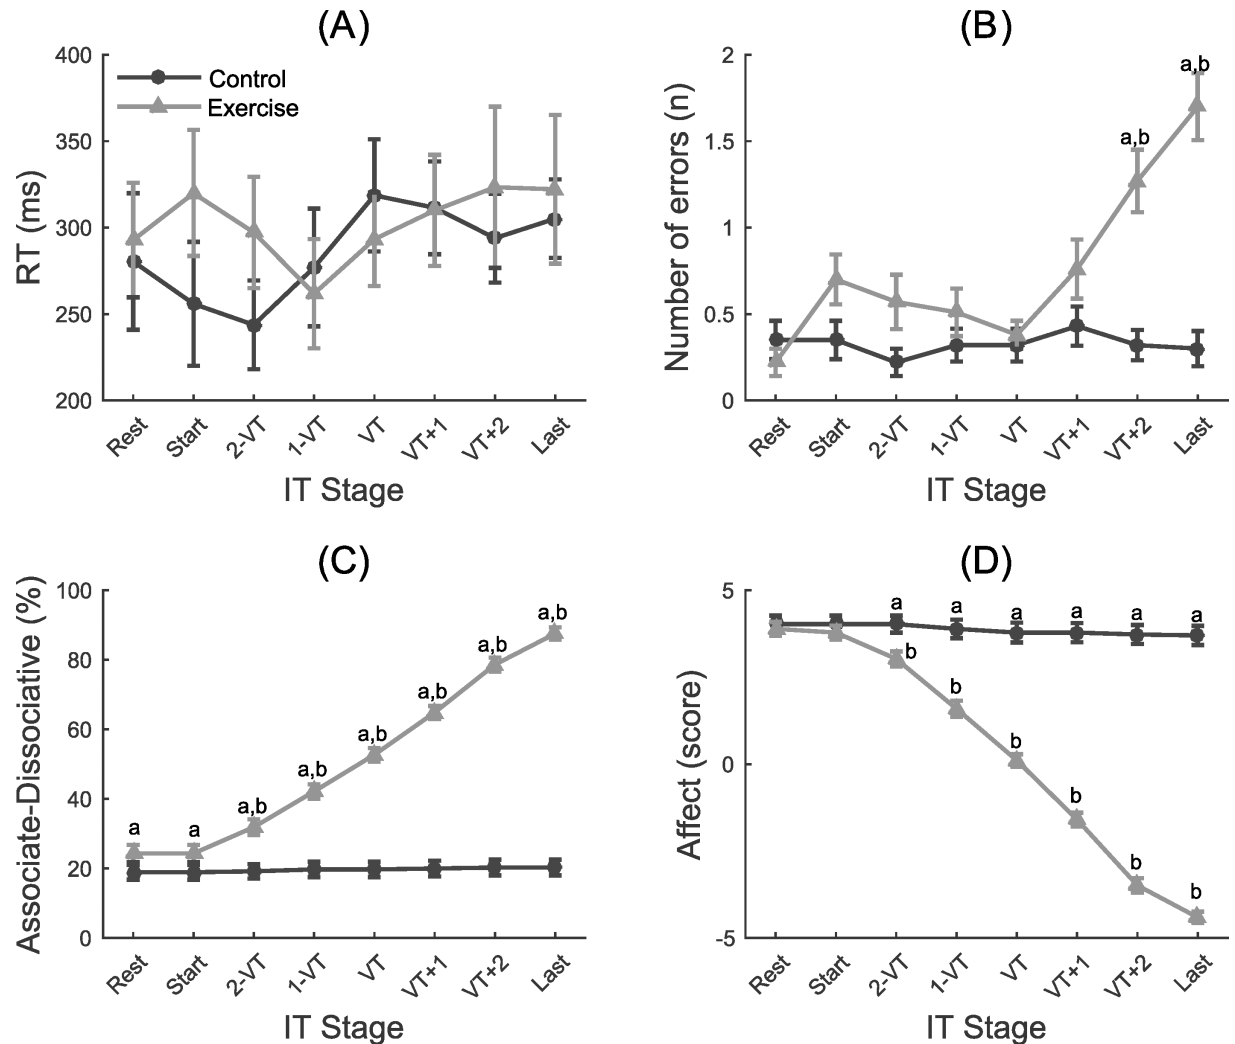 (A)
400
350
300
250
200
RT (ms)
Control
Exercise
Rest
Start
2-VT
1-VT
VT
VT+1
VT+2
Last
IT Stage
(B)
2
1.5
1
0.5
0
Number of errors (n)
a,b
a,b
Rest
Start
2-VT
1-VT
VT
VT+1
VT+2
Last
IT Stage
(C)
100
80
60
40
20
0
Associate-Dissociative (%)
a
a
a,b
a,b
a,b
a,b
a,b
a,b
Rest
Start
2-VT
1-VT
VT
VT+1
VT+2
Last
IT Stage
(D)
5
0
-5
Affect (score)
a
a
a
a
a
a
b
b
b
b
b
b
Rest
Start
2-VT
1-VT
VT
VT+1
VT+2
Last
IT Stage